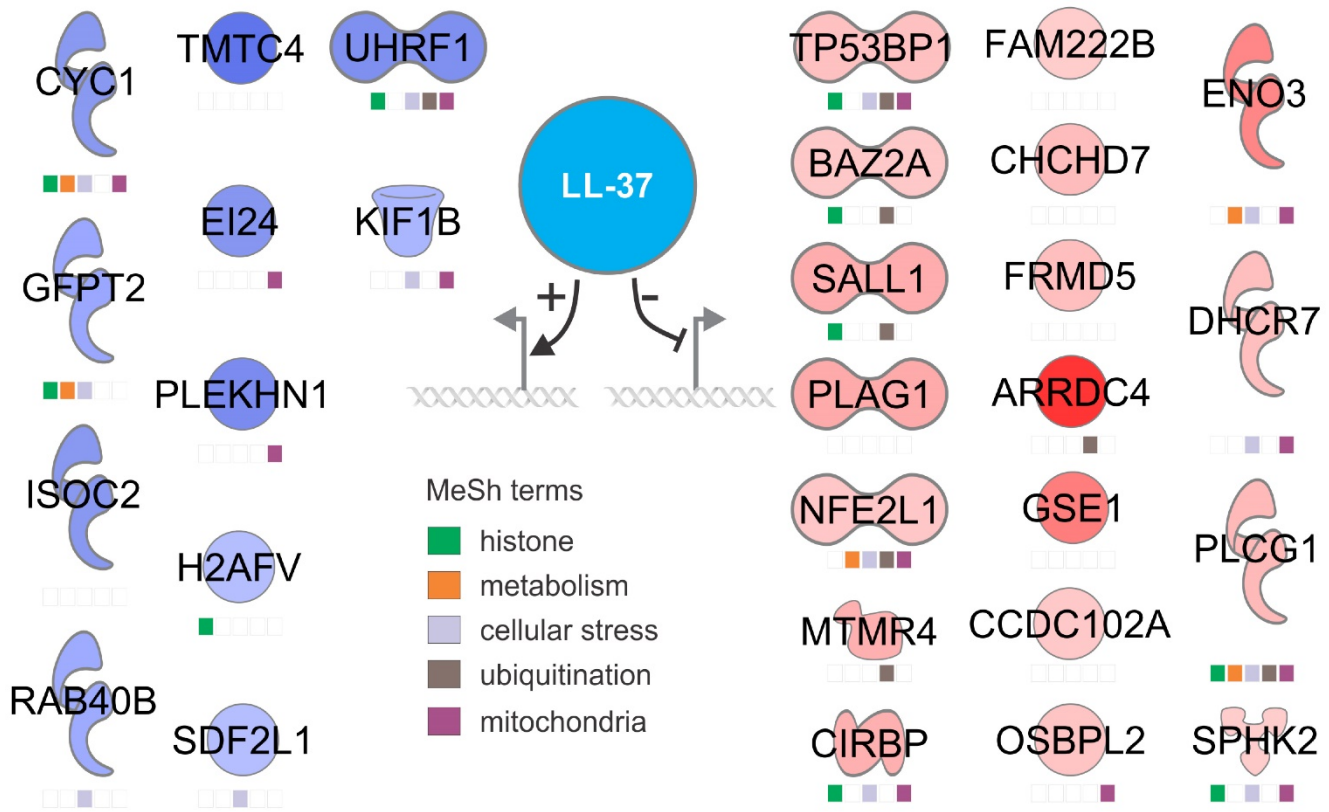 CYC1
TMTC4
UHRF1
GFPT2
EI24
KIF1B
ISOC2
PLEKHN1
H2AFV
RAB40B
SDF2L1
LL-37
+
-
MeSh terms
histone
metabolism
cellular stress
ubiquitination
mitochondria
TP53BP1
FAM222B
ENO3
BAZ2A
CHCHD7
SALL1
FRMD5
DHCR7
PLAG1
ARRDC4
NFE2L1
GSE1
PLCG1
MTMR4
CCDC102A
CIRBP
OSBPL2
SPHK2